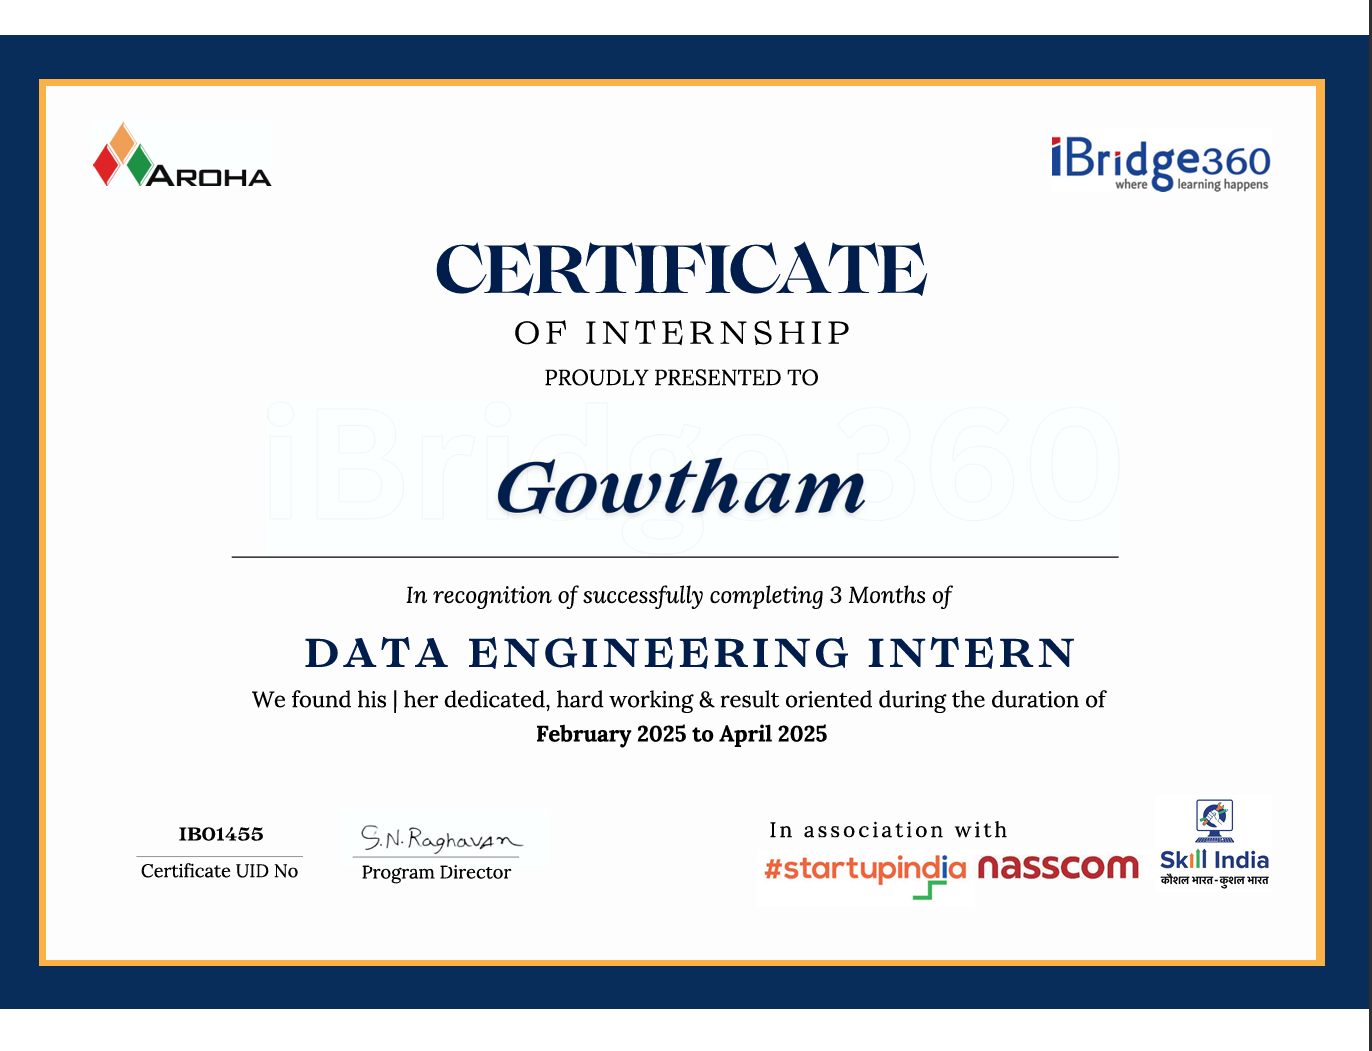 AROHA
iBridge360
where learning happens
CERTIFICATE
OF INTERNSHIP
PROUDLY PRESENTED TO
iBridge 360
Gowtham
In recognition of successfully completing 3 Months of
DATA ENGINEERING INTERN
We found his | her dedicated, hard working & result oriented during the duration of
February 2025 to April 2025
IB01455
Certificate UID No
S.N.Raghavan
Program Director
In association with
#startupindia
nasscom
Skill India
कौशल भारत - कुशल भारत